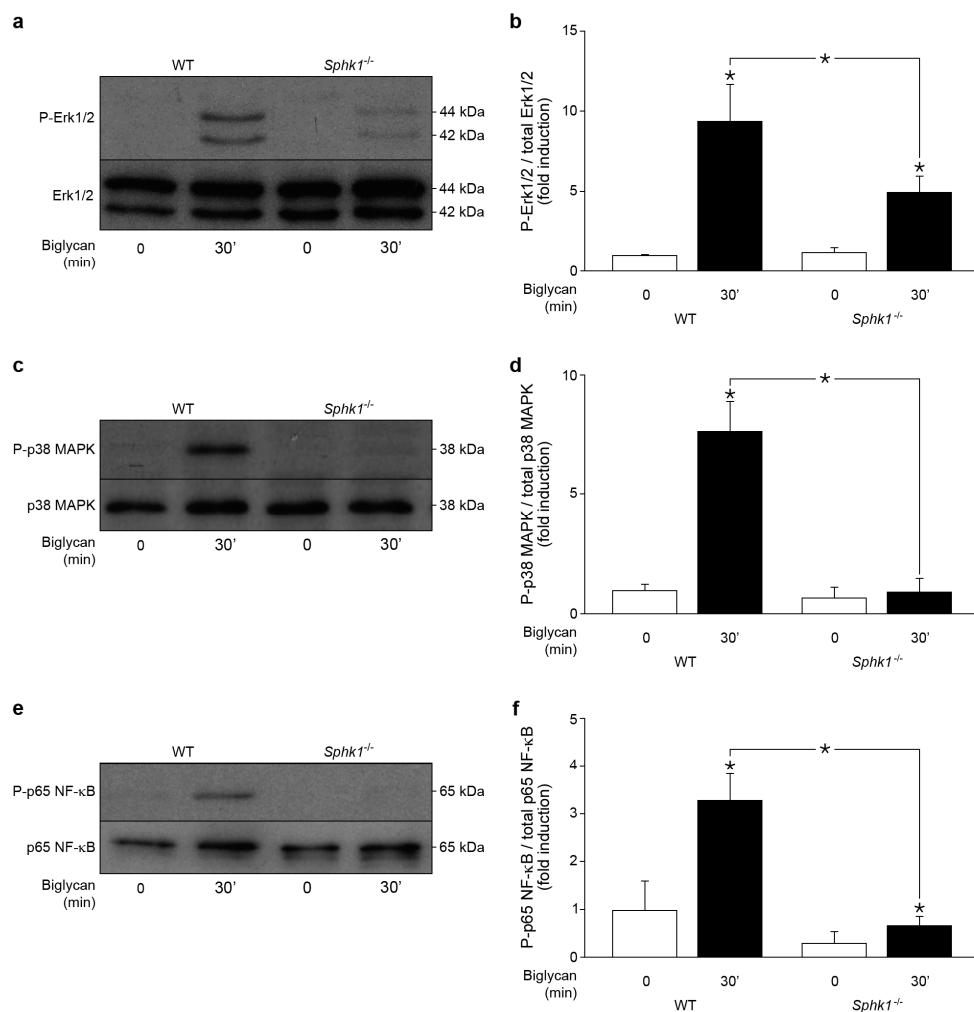 a
WT Sphk1-/-
P-Erk1/2
44 kDa
42 kDa
Erk1/2
44 kDa
42 kDa
Biglycan
(min)
0 30’ 0 30’
b
P-Erk1/2 / total Erk1/2
(fold induction)
15
10
5
0
*
*
*
Biglycan
(min)
0 30’ 0 30’
WT Sphk1-/-
c
WT Sphk1-/-
P-p38 MAPK
38 kDa
p38 MAPK
38 kDa
Biglycan
(min)
0 30’ 0 30’
d
P-p38 MAPK / total p38 MAPK
(fold induction)
10
5
0
*
*
Biglycan
(min)
0 30’ 0 30’
WT Sphk1-/-
e
WT Sphk1-/-
P-p65 NF-κB
65 kDa
p65 NF-κB
65 kDa
Biglycan
(min)
0 30’ 0 30’
f
P-p65 NF-κB / total p65 NF-κB
(fold induction)
5
4
3
2
1
0
*
*
*
Biglycan
(min)
0 30’ 0 30’
WT Sphk1-/-